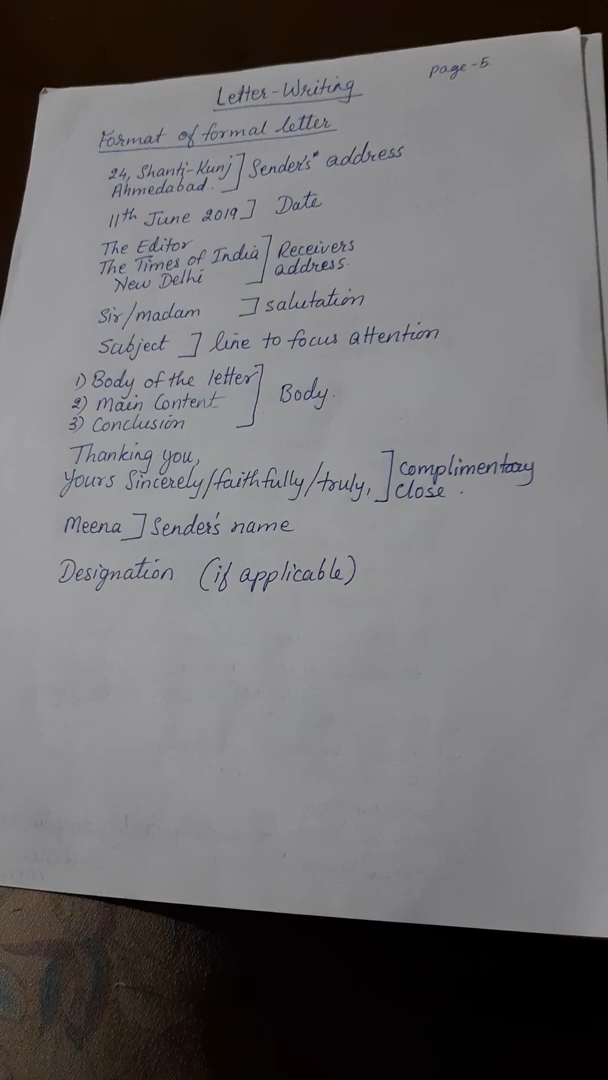 Page-5
Letter-Writing
Format of formal letter
24, Shanti-Kunj ] Sender's* address
Ahmedabad.
11th June 2019 ] Date
The Editor
The Times of India ] Receivers
New Delhi address.
Sir/madam ] salutation
Subject ] line to focus attention
1) Body of the letter
2) Main Content ] Body.
3) Conclusion
Thanking you,
Yours Sincerely/faithfully/truly, ] complimentary
close.
Meena ] Sender's name
Designation (if applicable)